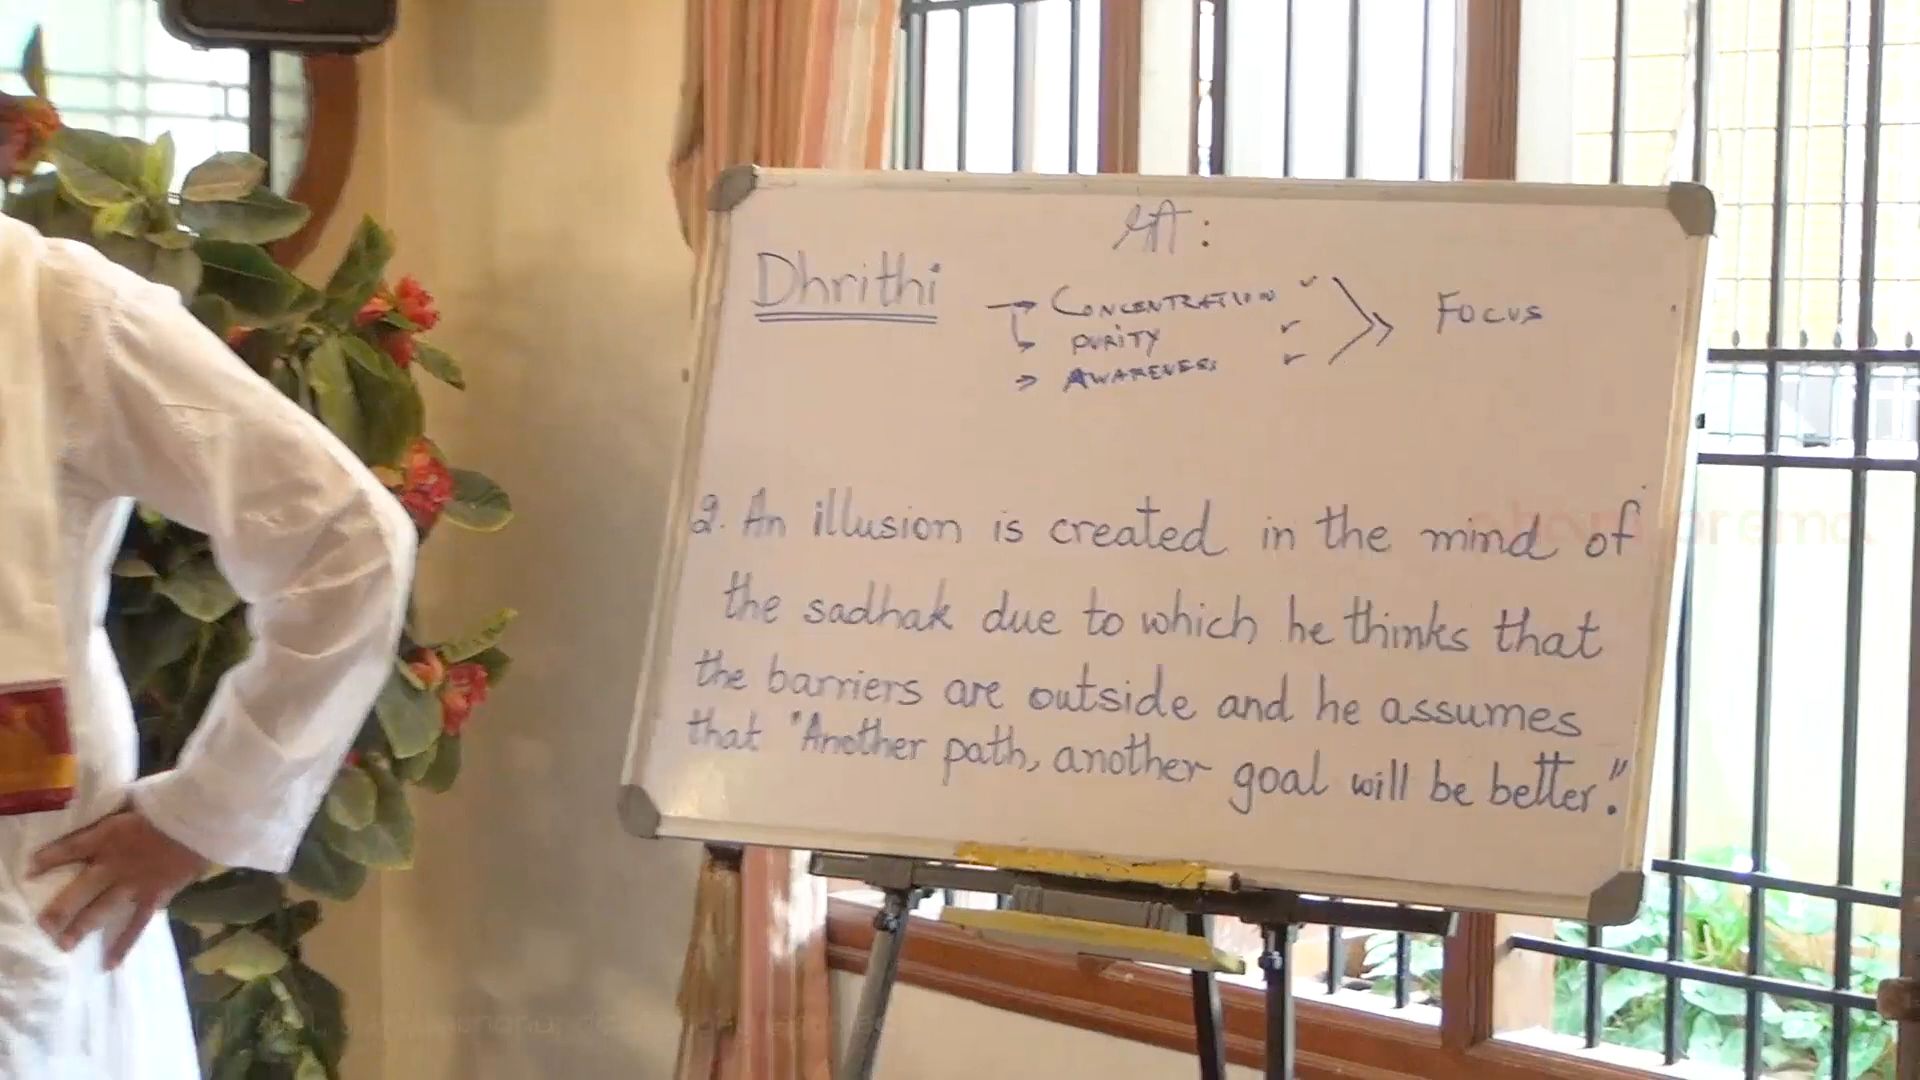 Dhrithi
→ CONCENTRATION ✓
PURITY ✓
→ AWARENESS ✓
FOCUS
2. An illusion is created in the mind of
the sadhak due to which he thinks that
the barriers are outside and he assumes
that "Another path, another goal will be better."